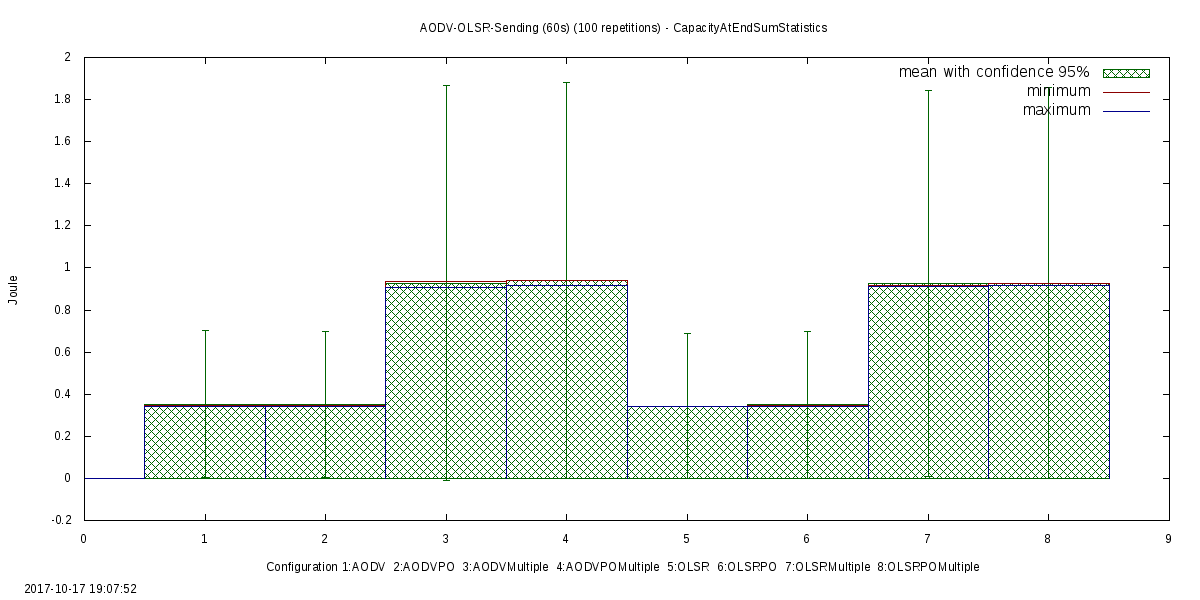 AODV-OLSR-Sending (60s) (100 repetitions) - CapacityAtEndSumStatistics
2
mean with confidence 95%
minimum
maximum
1.8
1.6
1.4
1.2
1
Joule
0.8
0.6
0.4
0.2
0
-0.2
0 1 2 3 4 5 6 7 8 9
Configuration 1:AODV 2:AODVPO 3:AODVMultiple 4:AODVPOMultiple 5:OLSR 6:OLSRPO 7:OLSRMultiple 8:OLSRPOMultiple
2017-10-17 19:07:52